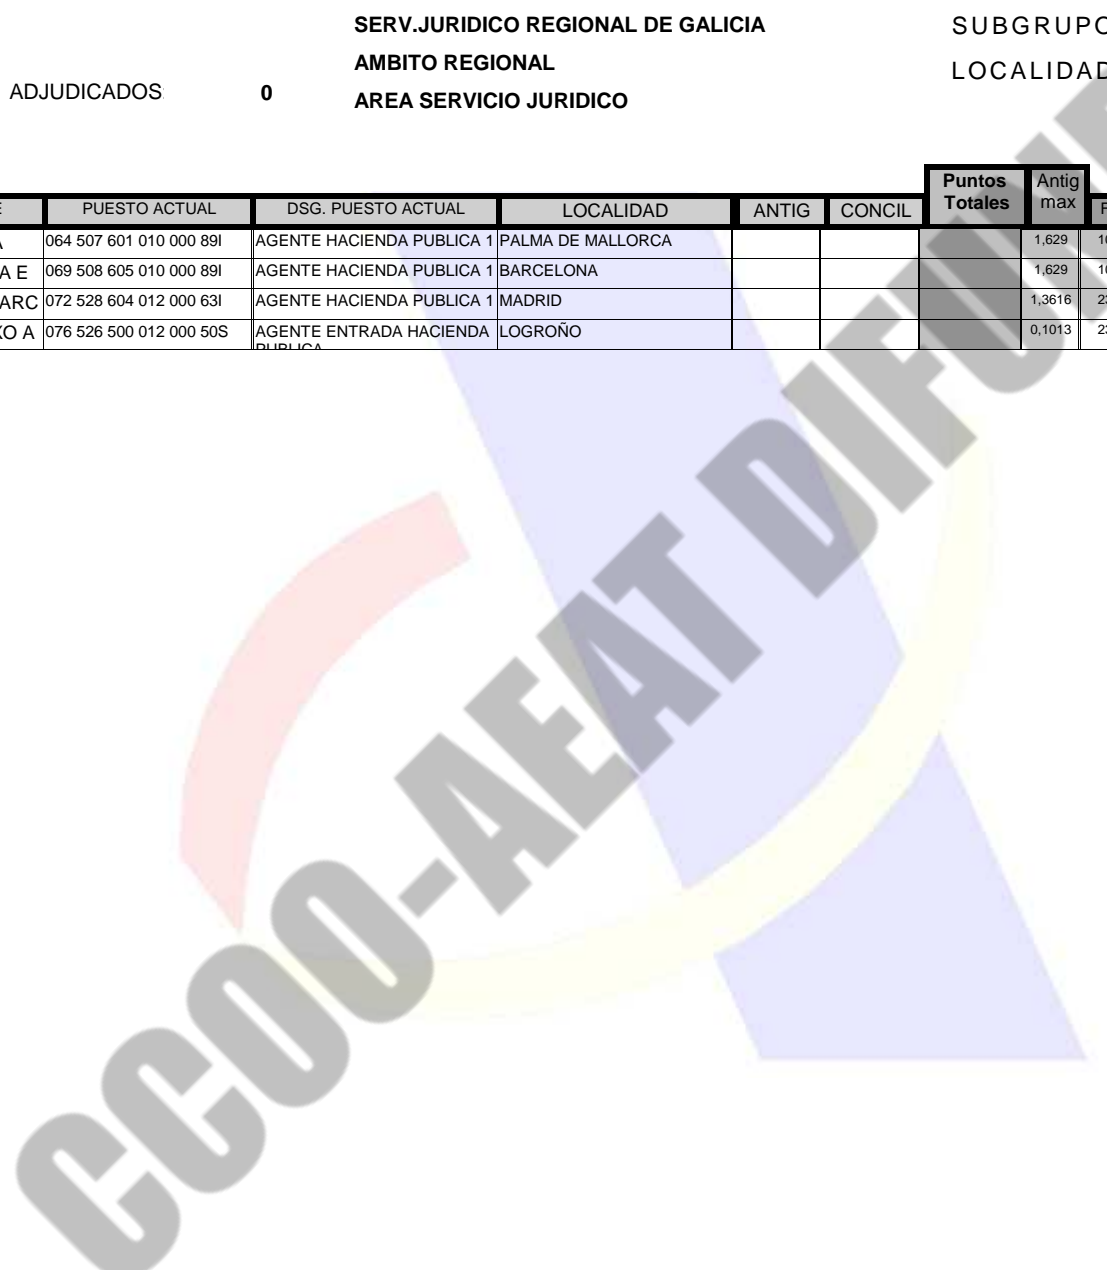 SERV.JURIDICO REGIONAL DE GALICIA
SUBGRUPO
AMBITO REGIONAL
LOCALIDAD
ADJUDICADOS: 0
AREA SERVICIO JURIDICO
Puntos Totales Antig max
PUESTO ACTUAL DSG. PUESTO ACTUAL LOCALIDAD ANTIG CONCIL
A 064 507 601 010 000 89I AGENTE HACIENDA PUBLICA 1 PALMA DE MALLORCA 1,629
A E 069 508 605 010 000 89I AGENTE HACIENDA PUBLICA 1 BARCELONA 1,629
ARC 072 528 604 012 000 63I AGENTE HACIENDA PUBLICA 1 MADRID 1,3616
XO A 076 526 500 012 000 50S AGENTE ENTRADA HACIENDA PUBLICA LOGROÑO 0,1013
CCOO-AEAT DIFUN